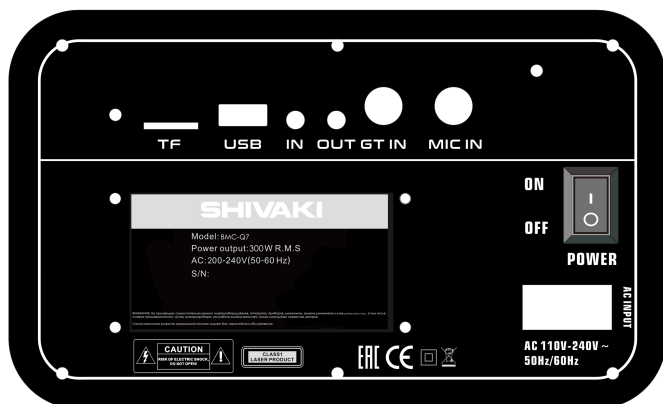 TF USB IN OUT GT IN MIC IN
ON
OFF
POWER
SHIVAKI
Model: BMC-Q7
Power output:300W R.M.S
AC:200-240V(50-60 Hz)
S/N:
AC INPUT
AC 110V-240V ~
50Hz/60Hz
CAUTION
RISK OF ELECTRIC SHOCK,
DO NOT OPEN!
CLASS1
LASER PRODUCT
EAC CE